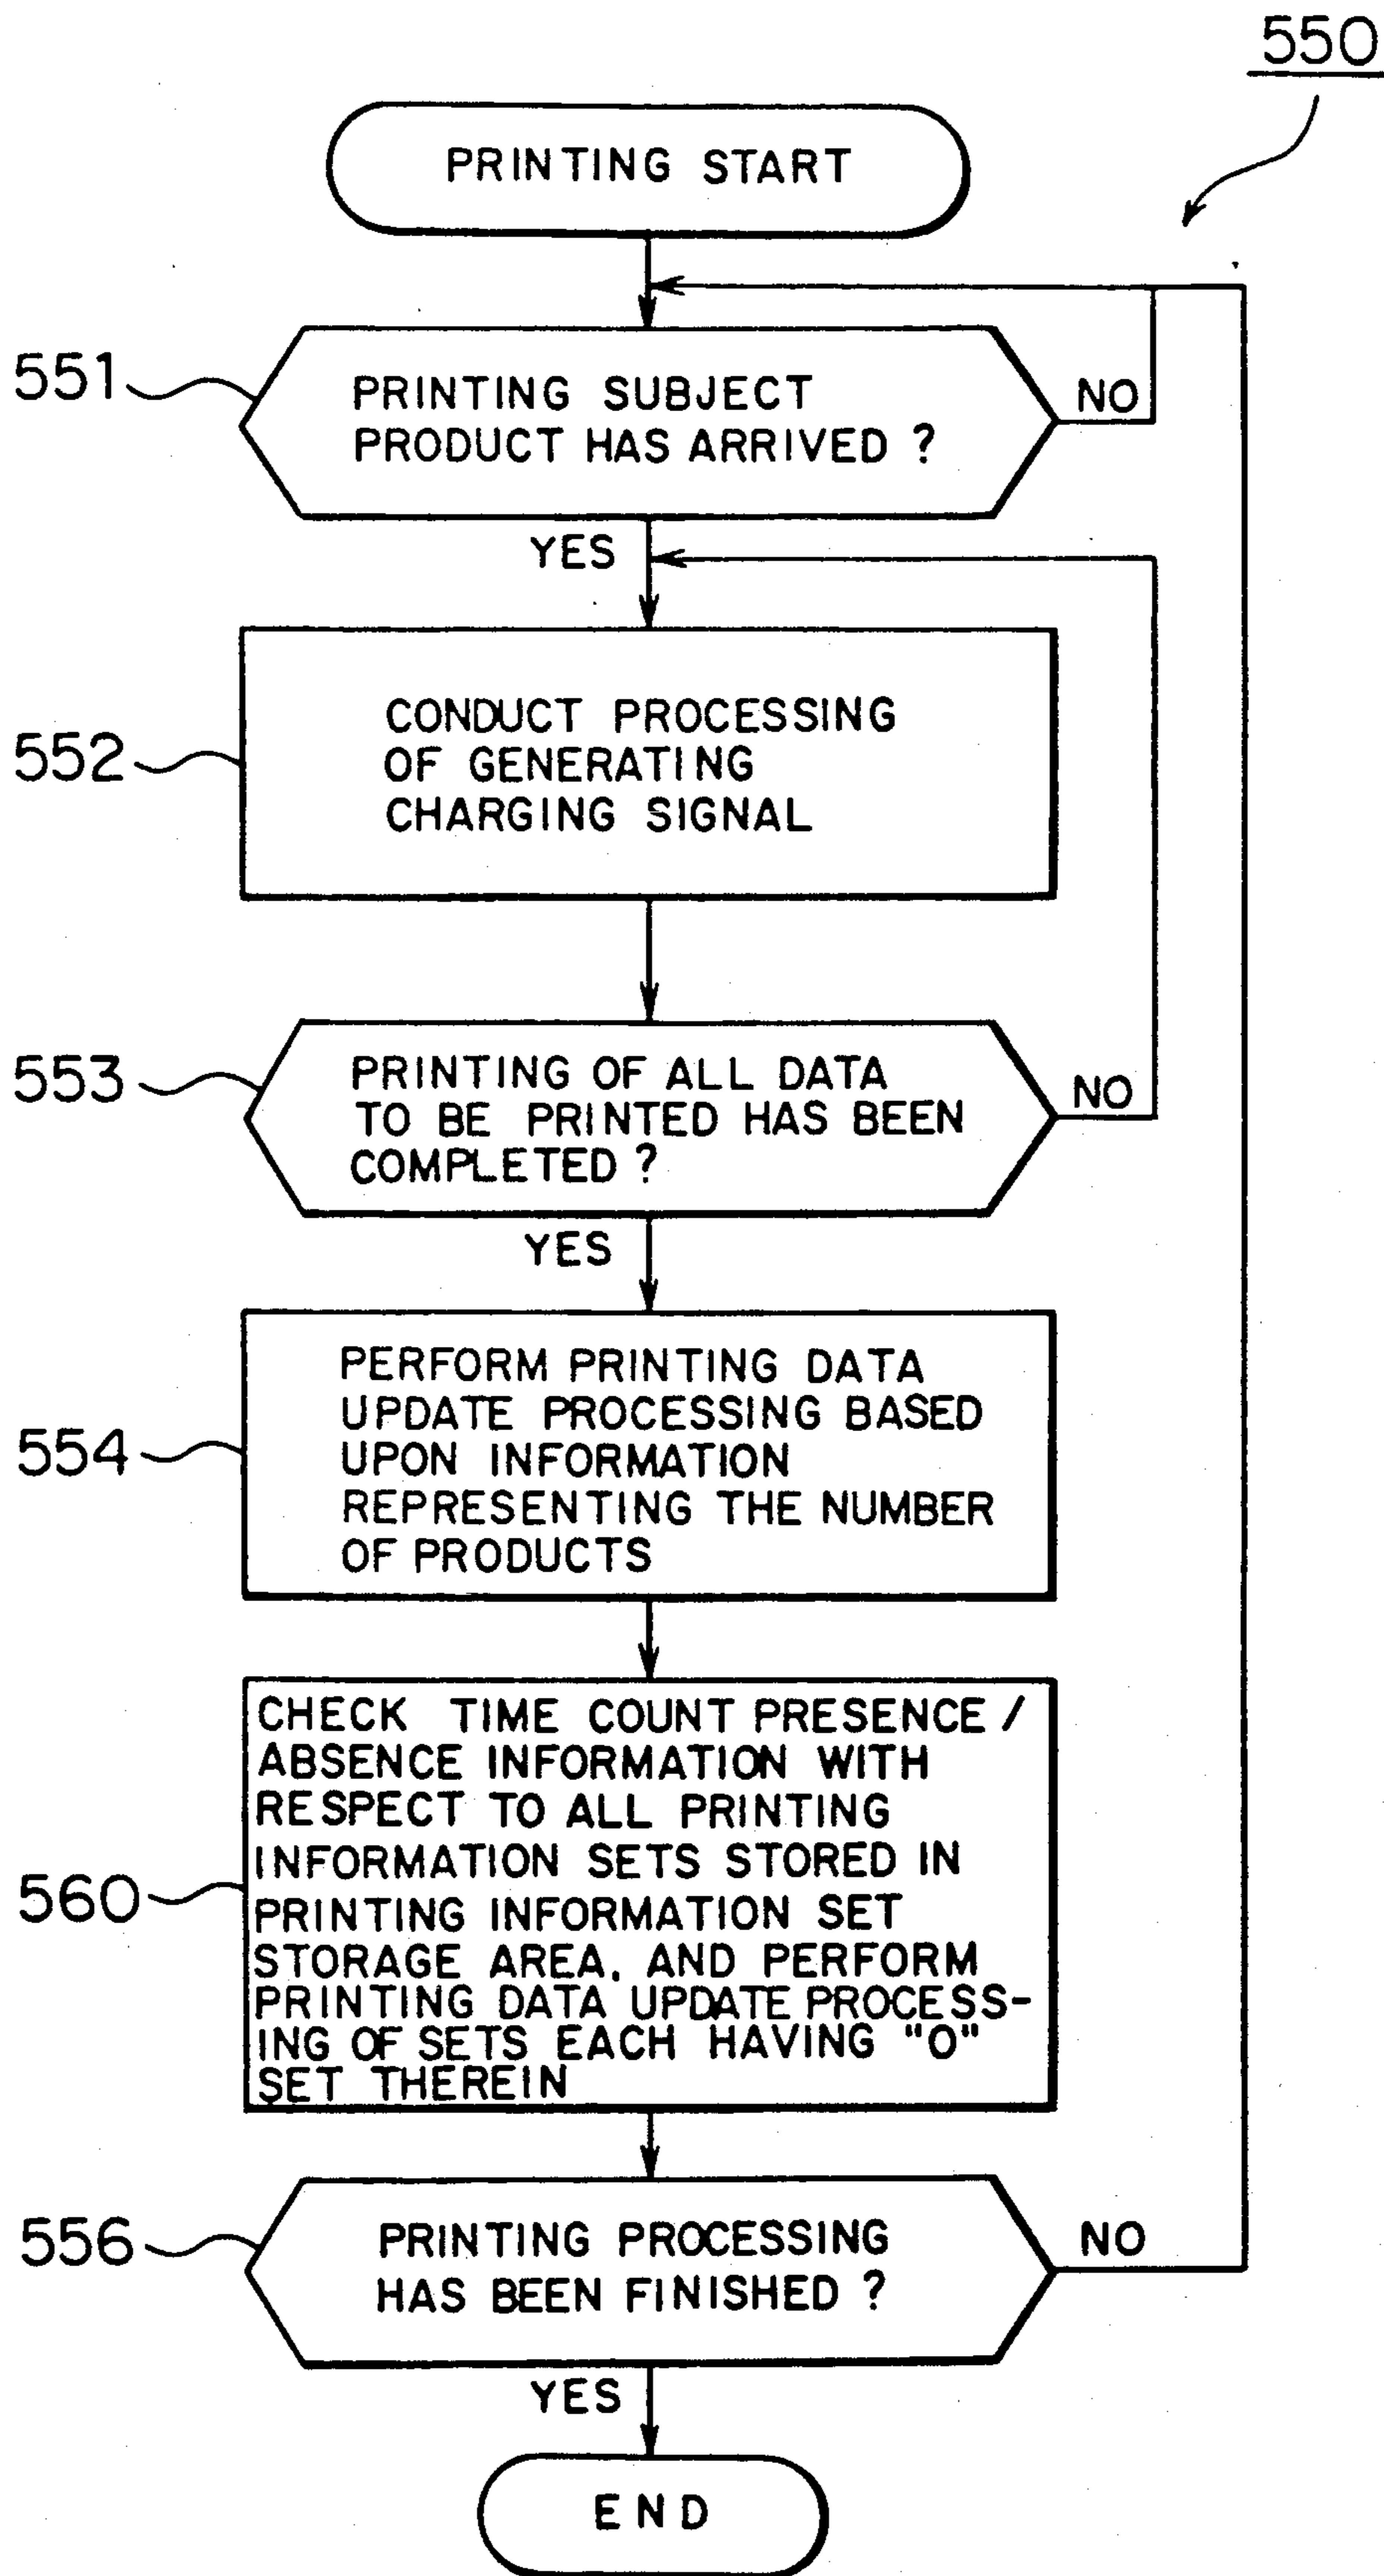 550
PRINTING START
551
PRINTING SUBJECT
PRODUCT HAS ARRIVED ?
NO
YES
552
CONDUCT PROCESSING
OF GENERATING
CHARGING SIGNAL
553
PRINTING OF ALL DATA
TO BE PRINTED HAS BEEN
COMPLETED ?
NO
YES
554
PERFORM PRINTING DATA
UPDATE PROCESSING BASED
UPON INFORMATION
REPRESENTING THE NUMBER
OF PRODUCTS
560
CHECK TIME COUNT PRESENCE /
ABSENCE INFORMATION WITH
RESPECT TO ALL PRINTING
INFORMATION SETS STORED IN
PRINTING INFORMATION SET
STORAGE AREA, AND PERFORM
PRINTING DATA UPDATE PROCESS-
ING OF SETS EACH HAVING "0"
SET THEREIN
556
PRINTING PROCESSING
HAS BEEN FINISHED ?
NO
YES
END